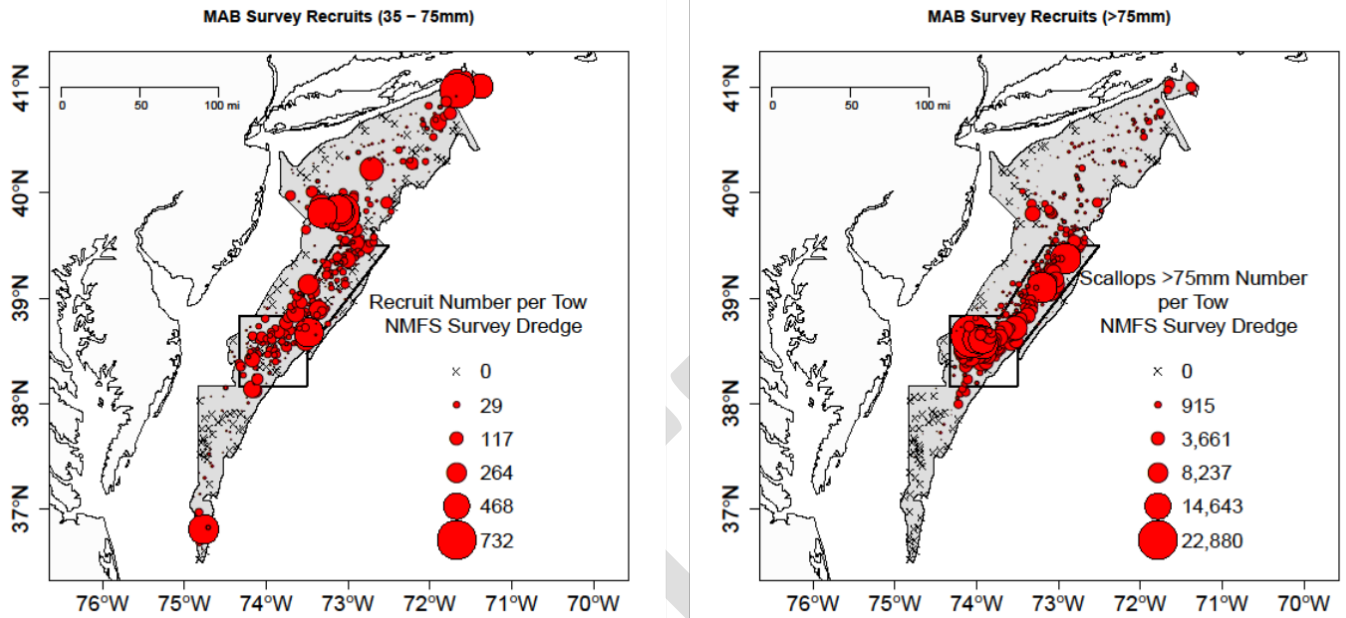 MAB Survey Recruits (35 − 75mm)
41°N
40°N
39°N
38°N
37°N
0 50 100 mi
Recruit Number per Tow
NMFS Survey Dredge
× 0
29
117
264
468
732
76°W 75°W 74°W 73°W 72°W 71°W 70°W
MAB Survey Recruits (>75mm)
41°N
40°N
39°N
38°N
37°N
0 50 100 mi
Scallops >75mm Number
per Tow
NMFS Survey Dredge
× 0
915
3,661
8,237
14,643
22,880
76°W 75°W 74°W 73°W 72°W 71°W 70°W